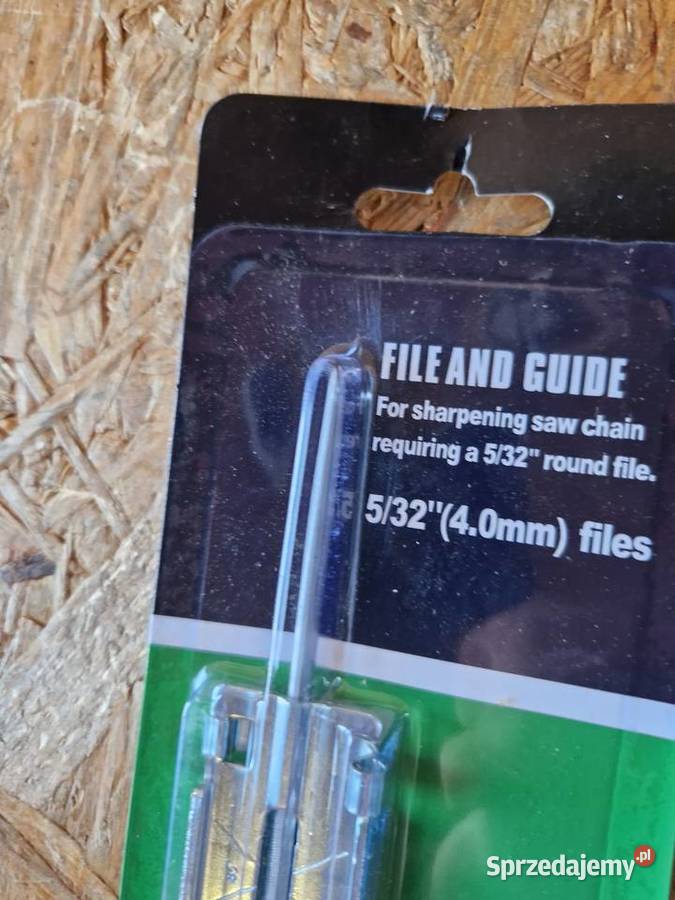 FILE AND GUIDE
For sharpening saw chain
requiring a 5/32" round file.
5/32"(4.0mm) files
Sprzedajemy.pl